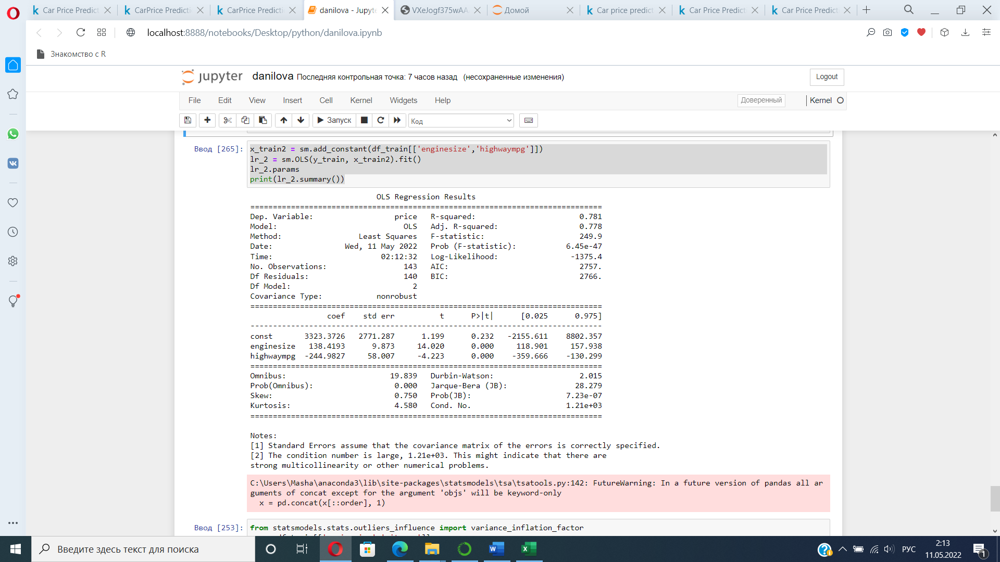 Car Price Predict
CarPrice Predicti
CarPrice Predicti
danilova - Jupyte
VXeJogf375wAA
Домой
Car price predict
Car Price Predict
Car Price Predict
localhost:8888/notebooks/Desktop/python/danilova.ipynb
Знакомство с R
jupyter danilova Последняя контрольная точка: 7 часов назад (несохраненные изменения)
Logout
File Edit View Insert Cell Kernel Widgets Help
Доверенный
Kernel
Запуск
Код
Ввод [265]: x_train2 = sm.add_constant(df_train[['enginesize','highwaympg']])
lr_2 = sm.OLS(y_train, x_train2).fit()
lr_2.params
print(lr_2.summary())
OLS Regression Results
==============================================================================
Dep. Variable: price R-squared: 0.781
Model: OLS Adj. R-squared: 0.778
Method: Least Squares F-statistic: 249.9
Date: Wed, 11 May 2022 Prob (F-statistic): 6.45e-47
Time: 02:12:32 Log-Likelihood: -1375.4
No. Observations: 143 AIC: 2757.
Df Residuals: 140 BIC: 2766.
Df Model: 2
Covariance Type: nonrobust
==============================================================================
coef std err t P>|t| [0.025 0.975]
------------------------------------------------------------------------------
const 3323.3726 2771.287 1.199 0.232 -2155.611 8802.357
enginesize 138.4193 9.873 14.020 0.000 118.901 157.938
highwaympg -244.9827 58.007 -4.223 0.000 -359.666 -130.299
==============================================================================
Omnibus: 19.839 Durbin-Watson: 2.015
Prob(Omnibus): 0.000 Jarque-Bera (JB): 28.279
Skew: 0.750 Prob(JB): 7.23e-07
Kurtosis: 4.580 Cond. No. 1.21e+03
==============================================================================
Notes:
[1] Standard Errors assume that the covariance matrix of the errors is correctly specified.
[2] The condition number is large, 1.21e+03. This might indicate that there are
strong multicollinearity or other numerical problems.
C:\Users\Masha\anaconda3\lib\site-packages\statsmodels\tsa\tsatools.py:142: FutureWarning: In a future version of pandas all ar
guments of concat except for the argument 'objs' will be keyword-only
x = pd.concat(x[::order], 1)
Ввод [253]: from statsmodels.stats.outliers_influence import variance_inflation_factor
Введите здесь текст для поиска
РУС
2:13
11.05.2022
1